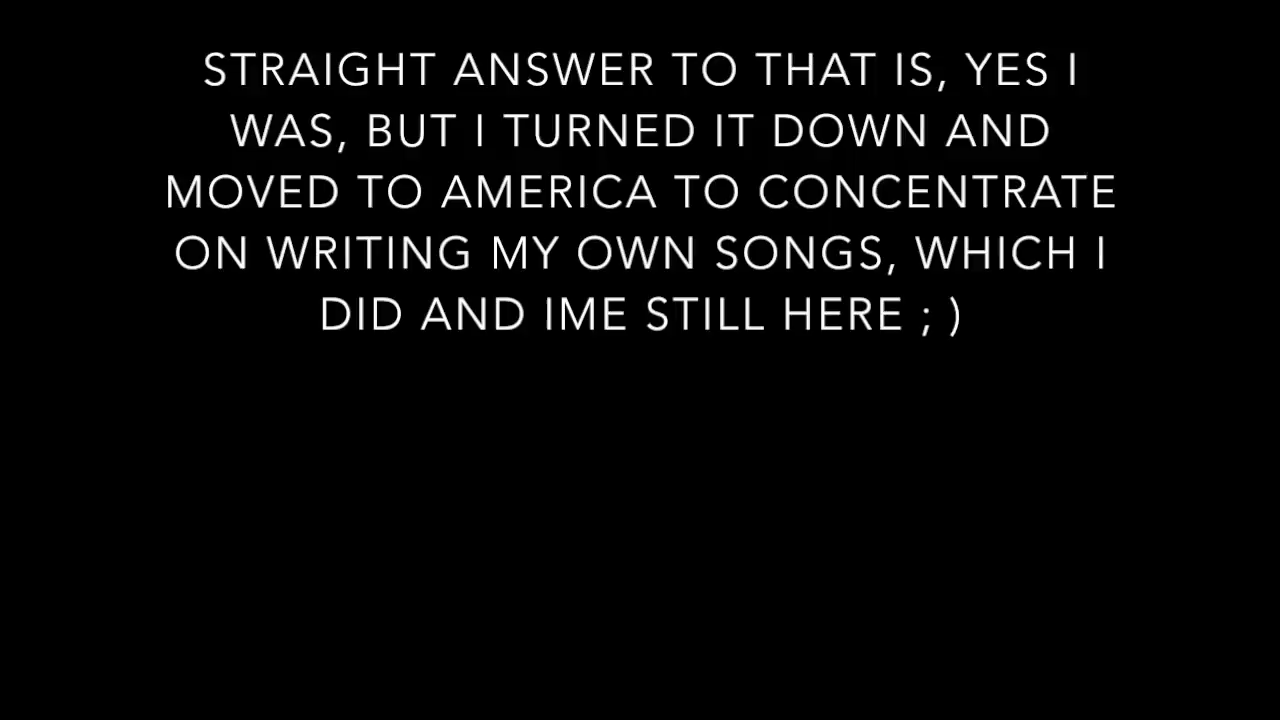 STRAIGHT ANSWER TO THAT IS, YES I
WAS, BUT I TURNED IT DOWN AND
MOVED TO AMERICA TO CONCENTRATE
ON WRITING MY OWN SONGS, WHICH I
DID AND IME STILL HERE ; )